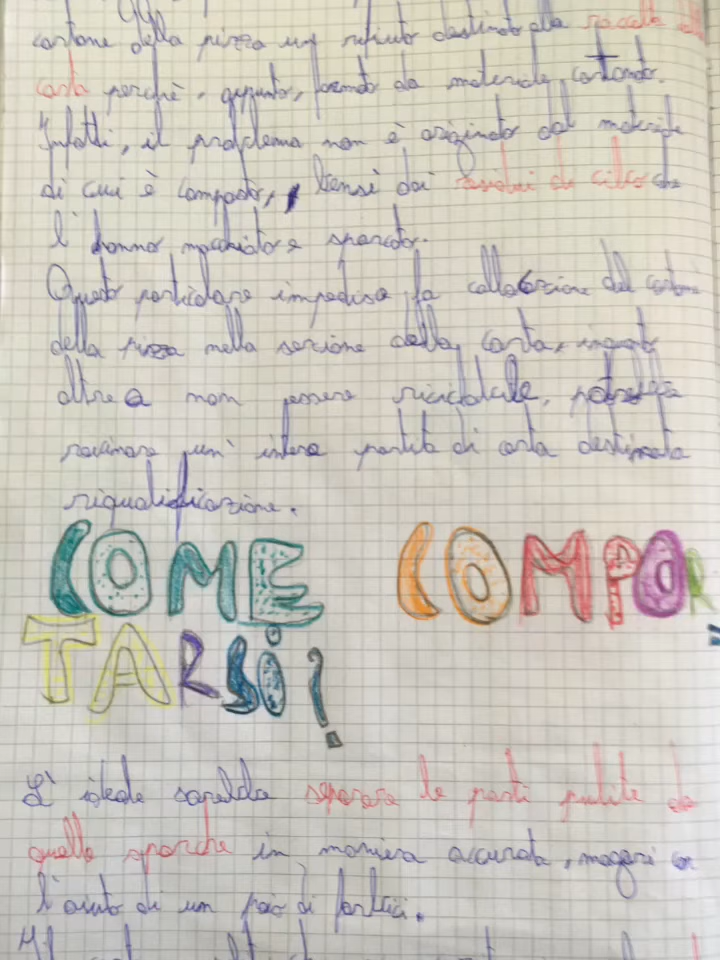 cartone della pizza un rifiuto destinato alla raccolta della
carta perchè, appunto, formato da materiale cartonato.
Infatti, il problema non è originato dal materiale
di cui è composto, bensì dai residui di cibo che
l'hanno macchiato e sporcato.
Questo particolare impedisce la collocazione del cartone
della pizza nella sezione della carta, in quanto
oltre a non essere riciclabile, potrebbe
rovinare un' intera partita di carta destinata
riqualificazione.
COME COMPOR=
TARSI?
L' ideale sarebbe separare le parti pulite da
quelle sporche in maniera accurata, magari con
l'aiuto di un paio di forbici.